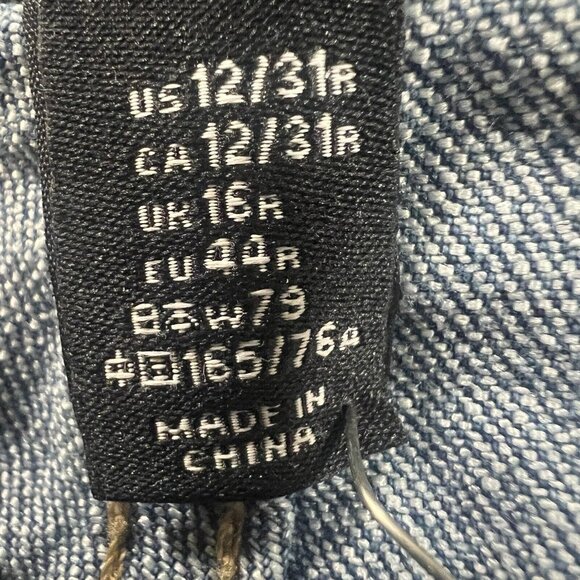 US 12/31R
CA 12/31R
UK 16R
EU 44R
日本 W79
中国 165/76A
MADE IN
CHINA